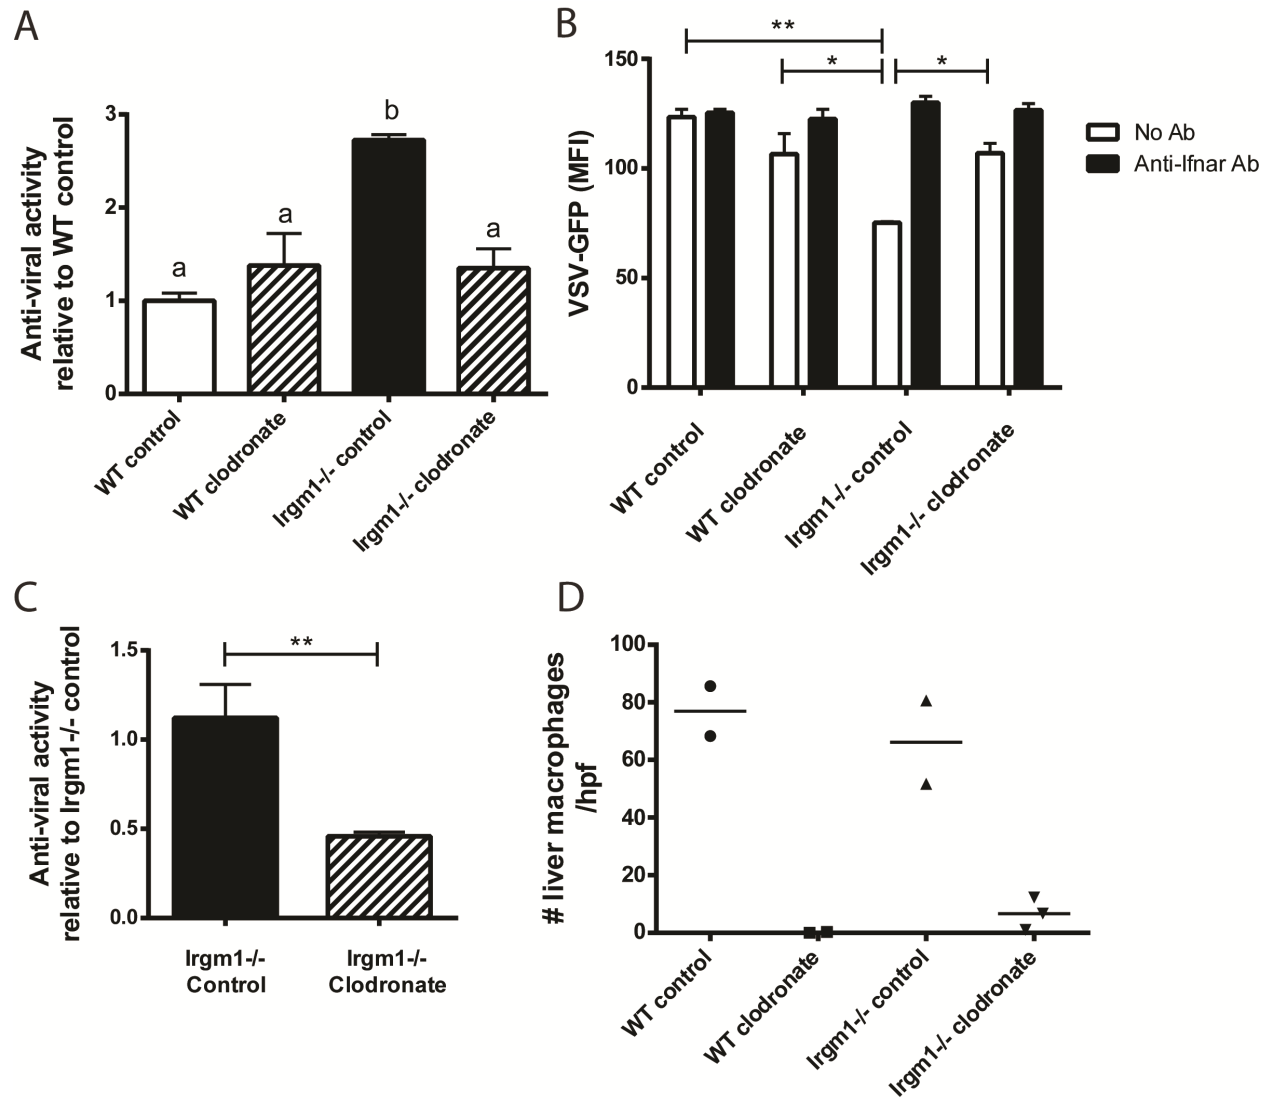 A
Anti-viral activity
relative to WT control
3
2
1
0
a
a
b
a
WT control
WT clodronate
Irgm1-/- control
Irgm1-/- clodronate
B
VSV-GFP (MFI)
150
100
50
0
**
*
*
No Ab
Anti-Ifnar Ab
WT control
WT clodronate
Irgm1-/- control
Irgm1-/- clodronate
C
Anti-viral activity
relative to Irgm1-/- control
1.5
1.0
0.5
0.0
**
Irgm1-/-
Control
Irgm1-/-
Clodronate
D
# liver macrophages
/hpf
100
80
60
40
20
0
WT control
WT clodronate
Irgm1-/- control
Irgm1-/- clodronate